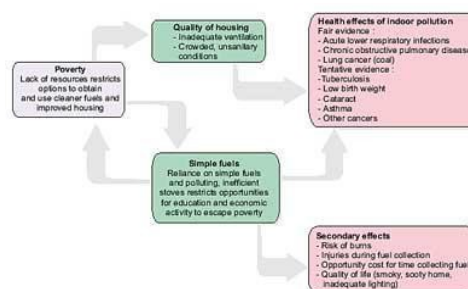 Quality of housing
- Inadequate ventilation
- Crowded, unsanitary
conditions
Health effects of indoor pollution
Fair evidence :
- Acute lower respiratory infections
- Chronic obstructive pulmonary disease
- Lung cancer (coal)
Tentative evidence :
- Tuberculosis
- Low birth weight
- Cataract
- Asthma
- Other cancers
Poverty
Lack of resources restricts
options to obtain
and use cleaner fuels and
improved housing
Simple fuels
Reliance on simple fuels
and polluting, inefficient
stoves restricts opportunities
for education and economic
activity to escape poverty
Secondary effects
- Risk of burns
- Injuries during fuel collection
- Opportunity cost for time collecting fuel
- Quality of life (smoky, sooty home,
inadequate lighting)